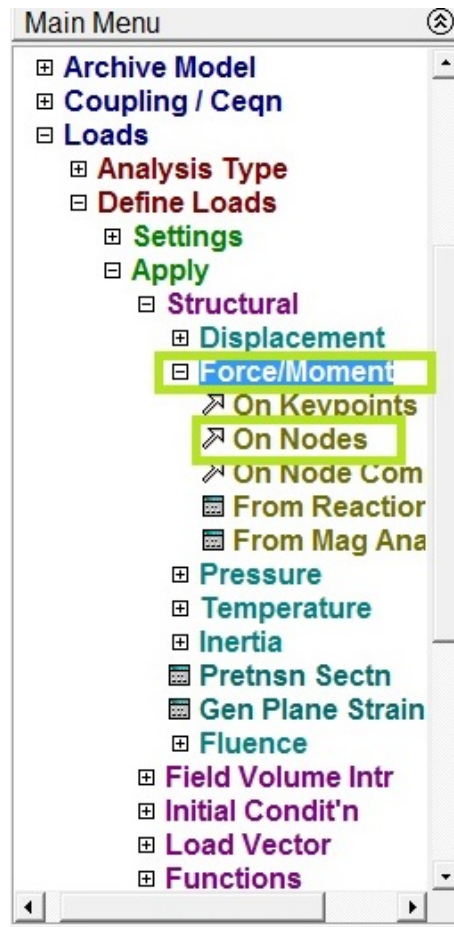 Main Menu
Archive Model
Coupling / Ceqn
Loads
Analysis Type
Define Loads
Settings
Apply
Structural
Displacement
Force/Moment
On Keypoints
On Nodes
On Node Com
From Reaction
From Mag Ana
Pressure
Temperature
Inertia
Pretnsn Sectn
Gen Plane Strain
Fluence
Field Volume Intr
Initial Condit'n
Load Vector
Functions